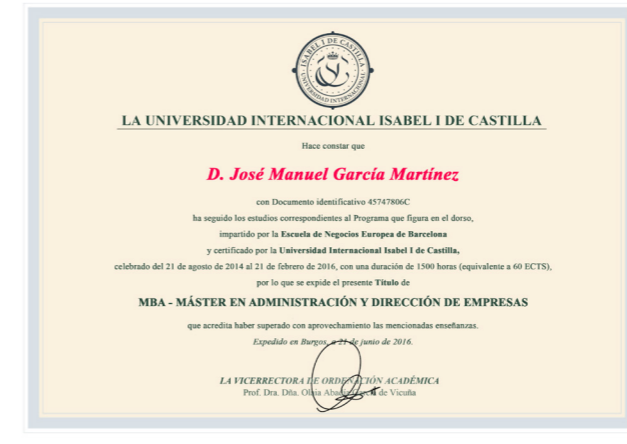 ISABEL I DE CASTILLA
UNIVERSIDAD INTERNACIONAL
LA UNIVERSIDAD INTERNACIONAL ISABEL I DE CASTILLA
Hace constar que
D. José Manuel García Martínez
con Documento identificativo 45747806C
ha seguido los estudios correspondientes al Programa que figura en el dorso,
impartido por la Escuela de Negocios Europea de Barcelona
y certificado por la Universidad Internacional Isabel I de Castilla,
celebrado del 21 de agosto de 2014 al 21 de febrero de 2016, con una duración de 1500 horas (equivalente a 60 ECTS),
por lo que se expide el presente Título de
MBA - MÁSTER EN ADMINISTRACIÓN Y DIRECCIÓN DE EMPRESAS
que acredita haber superado con aprovechamiento las mencionadas enseñanzas.
Expedido en Burgos, a 21 de junio de 2016.
LA VICERRECTORA DE ORDENACIÓN ACADÉMICA
Prof. Dra. Dña. Olga de Vicuña